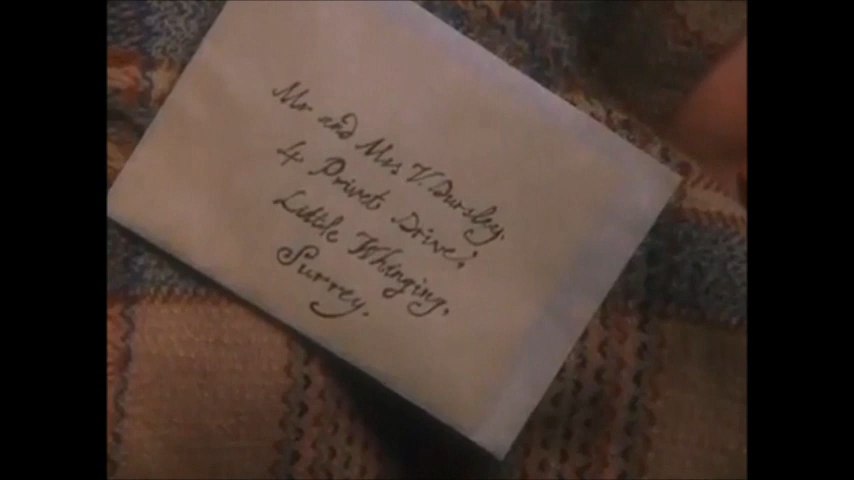 Mr and Mrs V. Dursley.
4 Privet Drive,
Little Whinging,
Surrey.